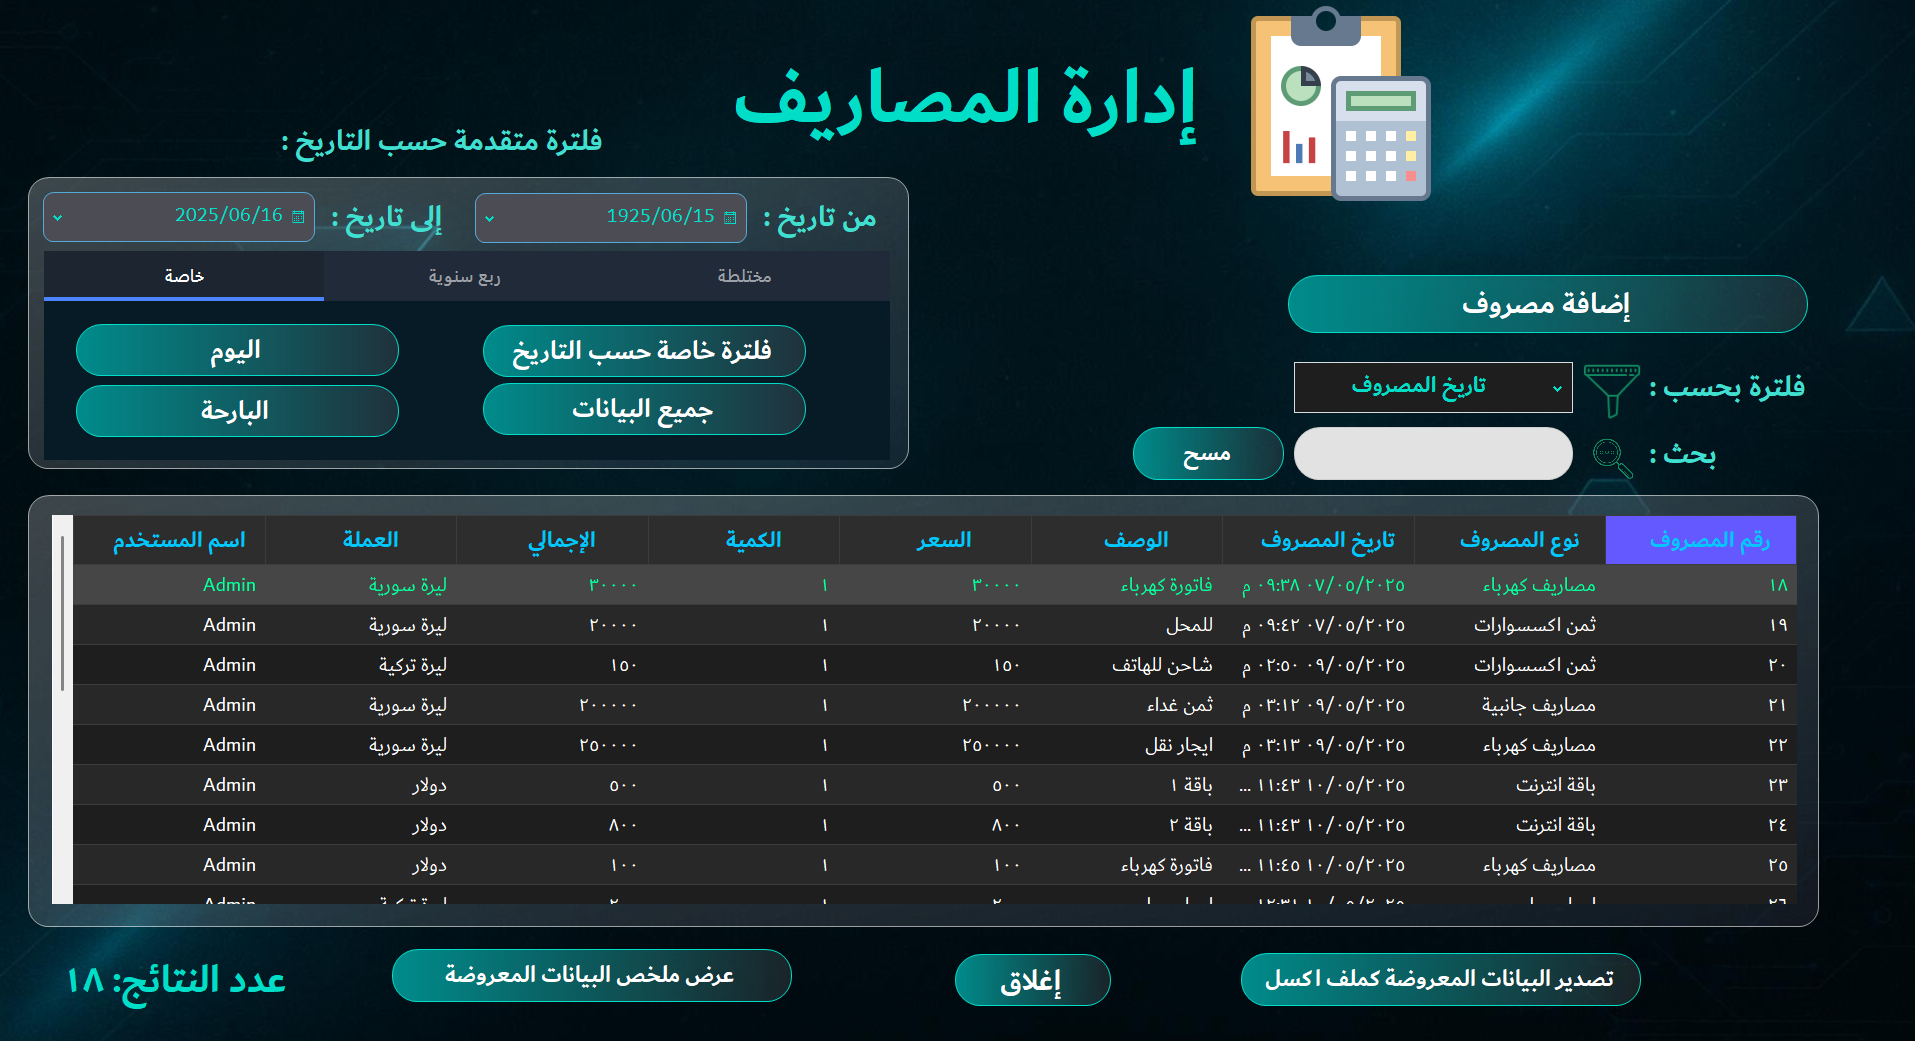 إدارة المصاريف
فلترة متقدمة حسب التاريخ :
من تاريخ : 1925/06/15 إلى تاريخ : 2025/06/16
مختلطة ربع سنوية خاصة
فلترة خاصة حسب التاريخ اليوم
جميع البيانات البارحة
إضافة مصروف
فلترة بحسب : تاريخ المصروف
بحث : مسح
رقم المصروف نوع المصروف تاريخ المصروف الوصف السعر الكمية الإجمالي العملة اسم المستخدم
١٨ مصاريف كهرباء ٠٧/٠٥/٢٠٢٥ ٠٩:٣٨ م فاتورة كهرباء ٣٠٠٠٠ ١ ٣٠٠٠٠ ليرة سورية Admin
١٩ ثمن اكسسوارات ٠٧/٠٥/٢٠٢٥ ٠٩:٤٢ م للمحل ٢٠٠٠٠ ١ ٢٠٠٠٠ ليرة سورية Admin
٢٠ ثمن اكسسوارات ٠٩/٠٥/٢٠٢٥ ٠٢:٥٠ م شاحن للهاتف ١٥٠ ١ ١٥٠ ليرة تركية Admin
٢١ مصاريف جانبية ٠٩/٠٥/٢٠٢٥ ٠٣:١٢ م ثمن غداء ٢٠٠٠٠٠ ١ ٢٠٠٠٠٠ ليرة سورية Admin
٢٢ مصاريف كهرباء ٠٩/٠٥/٢٠٢٥ ٠٣:١٣ م ايجار نقل ٢٥٠٠٠٠ ١ ٢٥٠٠٠٠ ليرة سورية Admin
٢٣ باقة انترنت ١٠/٠٥/٢٠٢٥ ١١:٤٣ ... باقة ١ ٥٠٠ ١ ٥٠٠ دولار Admin
٢٤ باقة انترنت ١٠/٠٥/٢٠٢٥ ١١:٤٣ ... باقة ٢ ٨٠٠ ١ ٨٠٠ دولار Admin
٢٥ مصاريف كهرباء ١٠/٠٥/٢٠٢٥ ١١:٤٥ ... فاتورة كهرباء ١٠٠ ١ ١٠٠ دولار Admin
تصدير البيانات المعروضة كملف اكسل إغلاق عرض ملخص البيانات المعروضة عدد النتائج: ١٨